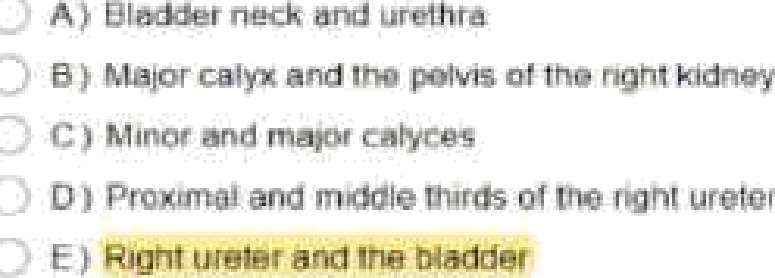 A) Bladder neck and urethra
B) Major calyx and the pelvis of the right kidney
C) Minor and major calyces
D) Proximal and middle thirds of the right ureter
E) Right ureter and the bladder